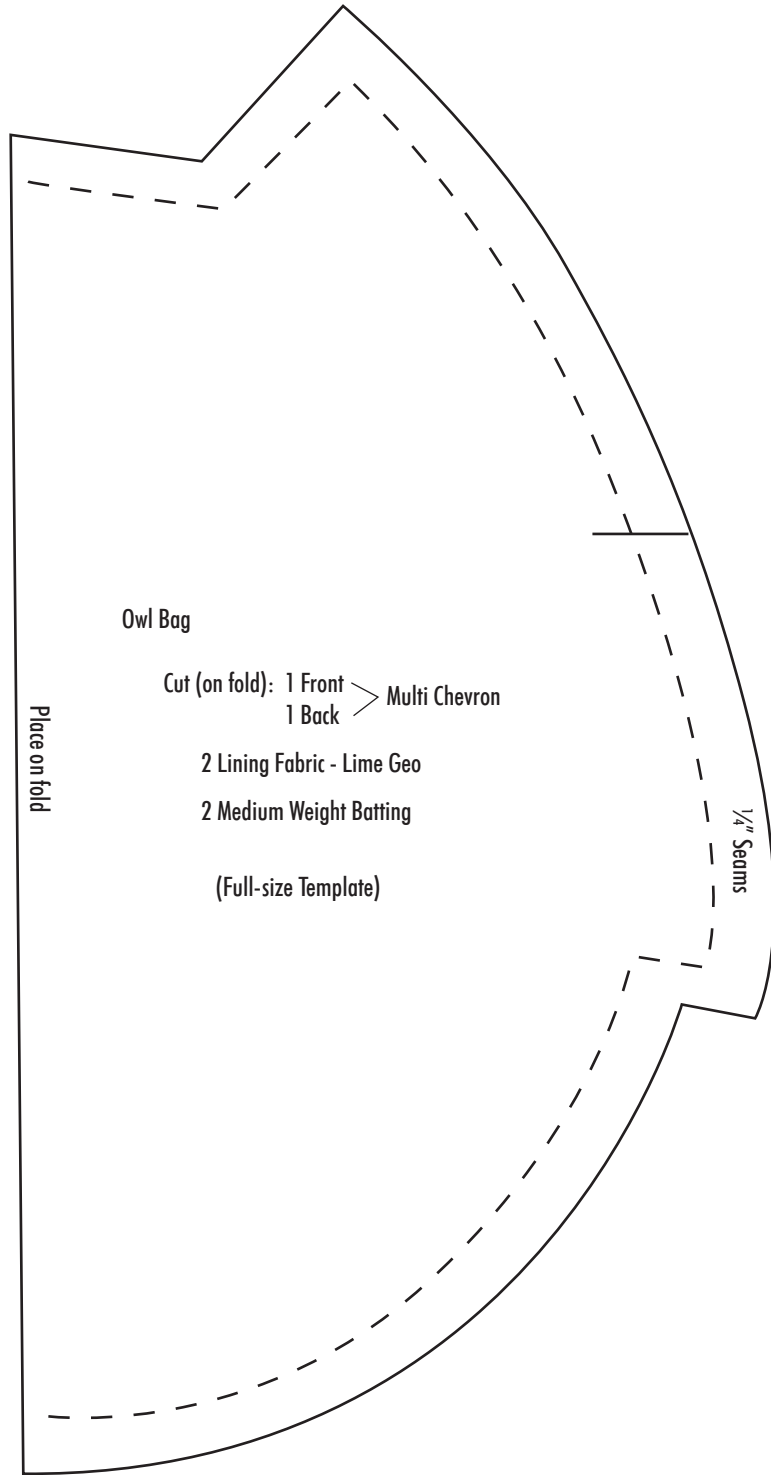 Owl Bag
Cut (on fold): 1 Front
1 Back
Multi Chevron
2 Lining Fabric - Lime Geo
2 Medium Weight Batting
(Full-size Template)
Place on fold
¼" Seams